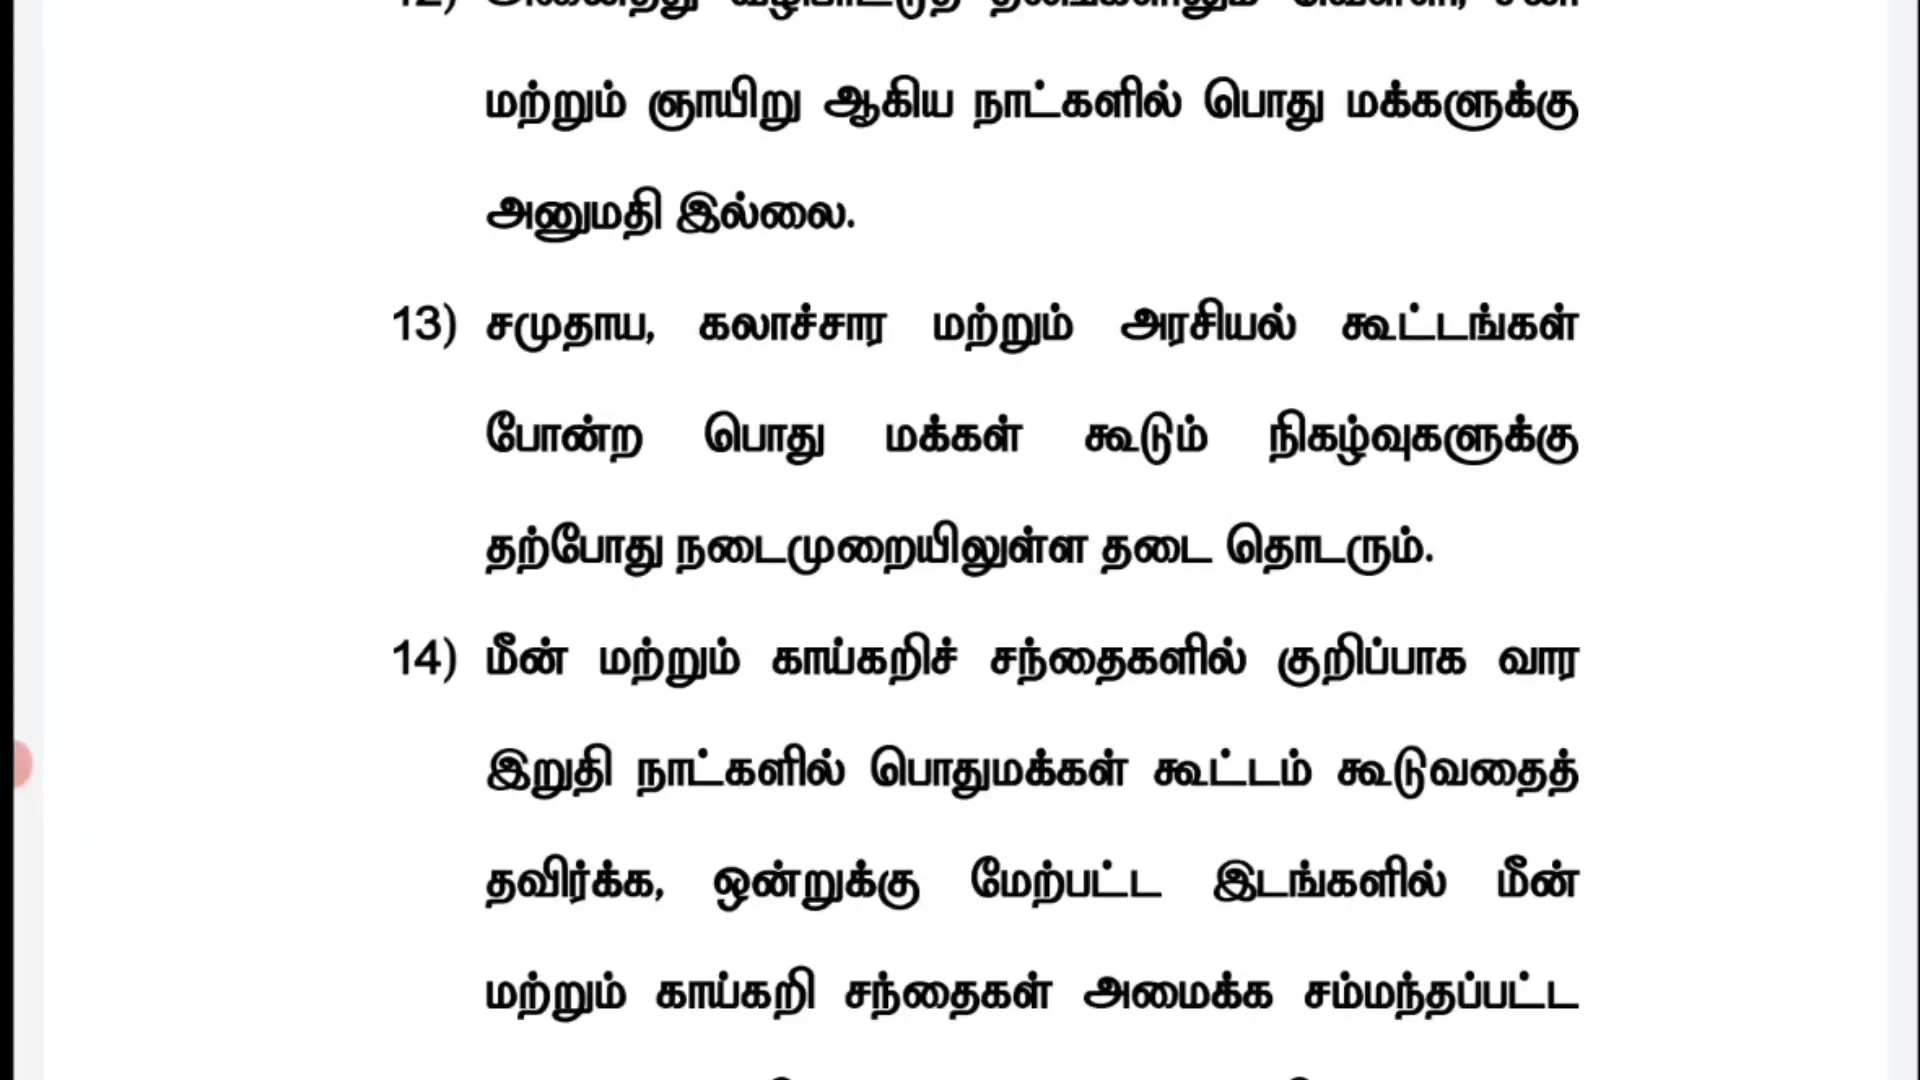 மற்றும் ஞாயிறு ஆகிய நாட்களில் பொது மக்களுக்கு
அனுமதி இல்லை.
13) சமுதாய, கலாச்சார மற்றும் அரசியல் கூட்டங்கள்
போன்ற பொது மக்கள் கூடும் நிகழ்வுகளுக்கு
தற்போது நடைமுறையிலுள்ள தடை தொடரும்.
14) மீன் மற்றும் காய்கறிச் சந்தைகளில் குறிப்பாக வார
இறுதி நாட்களில் பொதுமக்கள் கூட்டம் கூடுவதைத்
தவிர்க்க, ஒன்றுக்கு மேற்பட்ட இடங்களில் மீன்
மற்றும் காய்கறி சந்தைகள் அமைக்க சம்மந்தப்பட்ட